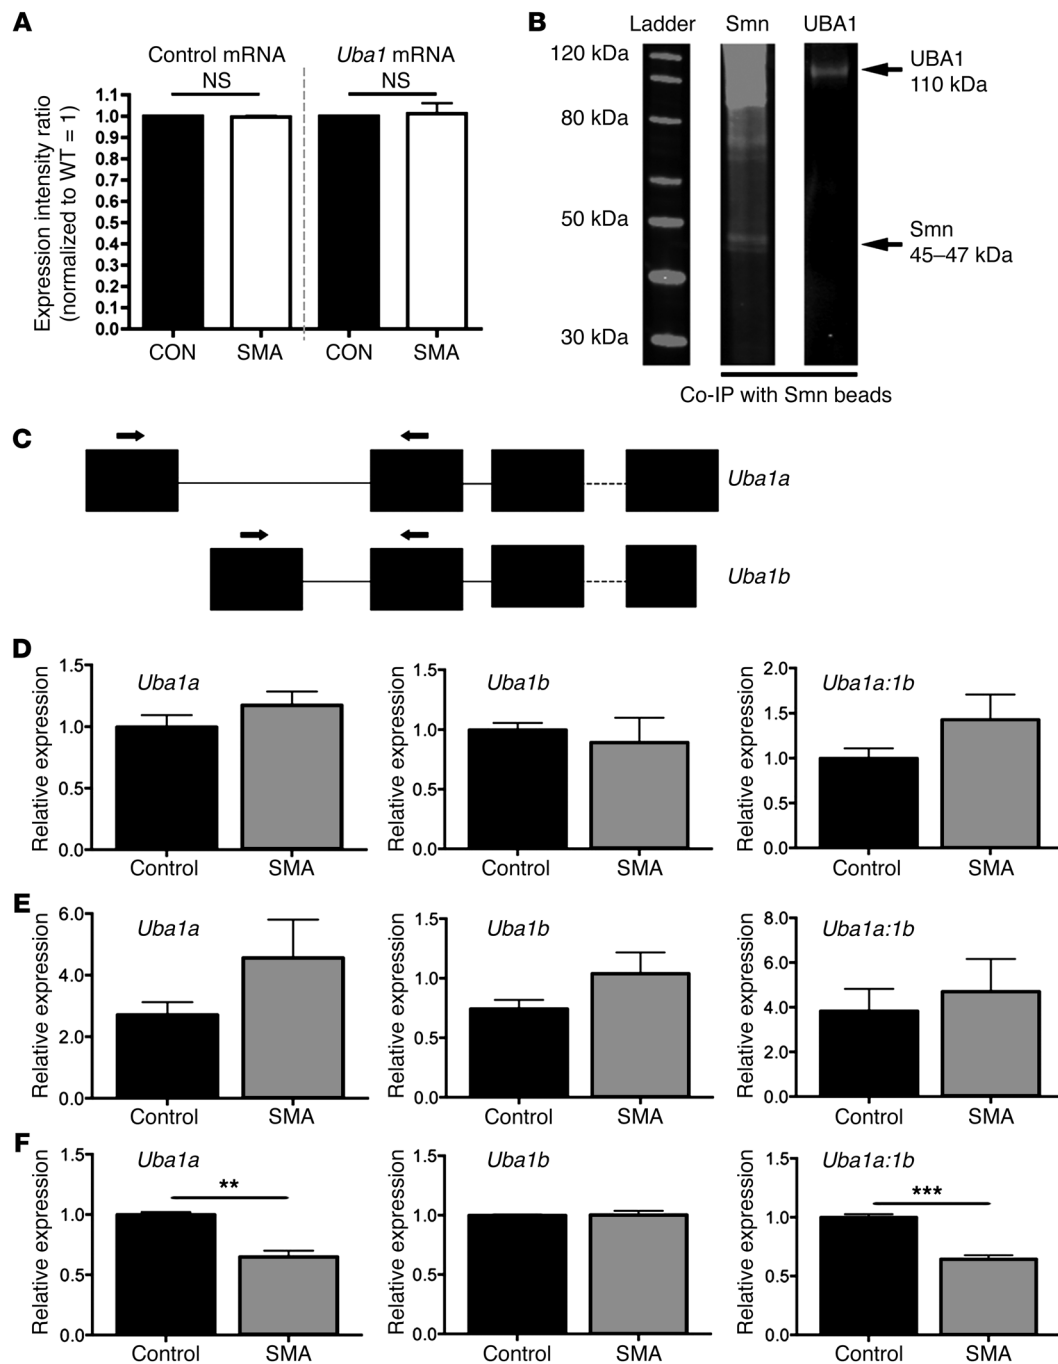 A
Control mRNA
Uba1 mRNA
NS
NS
Expression intensity ratio
(normalized to WT = 1)
1.1
1.0
0.9
0.8
0.7
0.6
0.5
0.4
0.3
0.2
0.1
0.0
CON
SMA
CON
SMA
B
Ladder
Smn
UBA1
120 kDa
80 kDa
50 kDa
30 kDa
UBA1
110 kDa
Smn
45–47 kDa
Co-IP with Smn beads
C
Uba1a
Uba1b
D
Relative expression
1.5
1.0
0.5
0.0
Uba1a
Control
SMA
Relative expression
1.5
1.0
0.5
0.0
Uba1b
Control
SMA
Relative expression
2.0
1.5
1.0
0.5
0.0
Uba1a:1b
Control
SMA
E
Relative expression
6.0
4.0
2.0
0.0
Uba1a
Control
SMA
Relative expression
1.5
1.0
0.5
0.0
Uba1b
Control
SMA
Relative expression
8.0
6.0
4.0
2.0
0.0
Uba1a:1b
Control
SMA
F
Relative expression
1.5
1.0
0.5
0.0
Uba1a
**
Control
SMA
Relative expression
1.5
1.0
0.5
0.0
Uba1b
Control
SMA
Relative expression
1.5
1.0
0.5
0.0
Uba1a:1b
***
Control
SMA